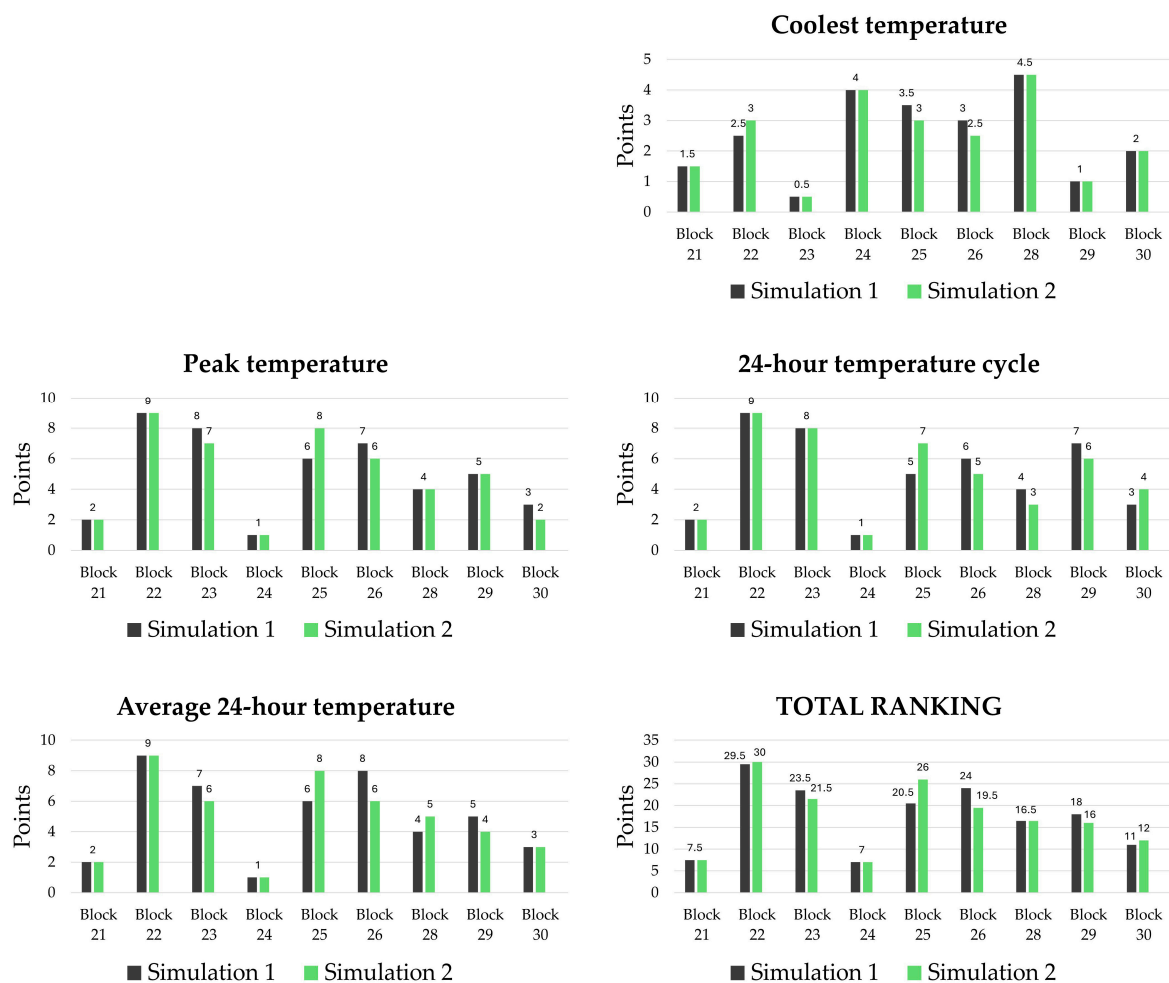 Coolest temperature
Points
5
4
3
2
1
0
1.5
2.5
3
0.5
4
3.5
3
3
2.5
4.5
1
2
Block 21
Block 22
Block 23
Block 24
Block 25
Block 26
Block 28
Block 29
Block 30
Simulation 1
Simulation 2
Peak temperature
Points
10
8
6
4
2
0
2
9
8
7
1
6
8
7
6
4
5
3
2
Block 21
Block 22
Block 23
Block 24
Block 25
Block 26
Block 28
Block 29
Block 30
Simulation 1
Simulation 2
24-hour temperature cycle
Points
10
8
6
4
2
0
2
9
8
1
5
7
6
5
4
3
7
6
3
4
Block 21
Block 22
Block 23
Block 24
Block 25
Block 26
Block 28
Block 29
Block 30
Simulation 1
Simulation 2
Average 24-hour temperature
Points
10
8
6
4
2
0
2
9
7
6
1
6
8
8
6
4
5
5
4
3
Block 21
Block 22
Block 23
Block 24
Block 25
Block 26
Block 28
Block 29
Block 30
Simulation 1
Simulation 2
TOTAL RANKING
Points
35
30
25
20
15
10
5
0
7.5
29.5
30
23.5
21.5
7
20.5
26
24
19.5
16.5
18
16
11
12
Block 21
Block 22
Block 23
Block 24
Block 25
Block 26
Block 28
Block 29
Block 30
Simulation 1
Simulation 2